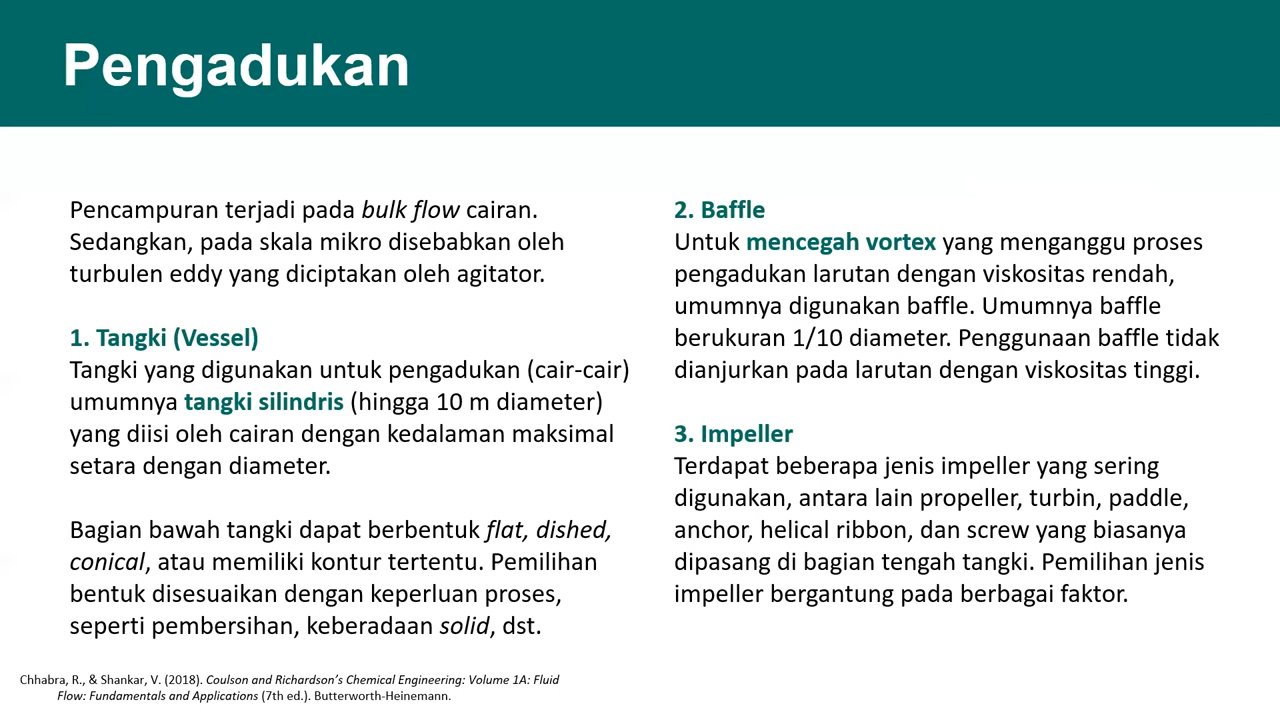 Pengadukan
Pencampuran terjadi pada bulk flow cairan.
Sedangkan, pada skala mikro disebabkan oleh
turbulen eddy yang diciptakan oleh agitator.
1. Tangki (Vessel)
Tangki yang digunakan untuk pengadukan (cair-cair)
umumnya tangki silindris (hingga 10 m diameter)
yang diisi oleh cairan dengan kedalaman maksimal
setara dengan diameter.
Bagian bawah tangki dapat berbentuk flat, dished,
conical, atau memiliki kontur tertentu. Pemilihan
bentuk disesuaikan dengan keperluan proses,
seperti pembersihan, keberadaan solid, dst.
2. Baffle
Untuk mencegah vortex yang menganggu proses
pengadukan larutan dengan viskositas rendah,
umumnya digunakan baffle. Umumnya baffle
berukuran 1/10 diameter. Penggunaan baffle tidak
dianjurkan pada larutan dengan viskositas tinggi.
3. Impeller
Terdapat beberapa jenis impeller yang sering
digunakan, antara lain propeller, turbin, paddle,
anchor, helical ribbon, dan screw yang biasanya
dipasang di bagian tengah tangki. Pemilihan jenis
impeller bergantung pada berbagai faktor.
Chhabra, R., & Shankar, V. (2018). Coulson and Richardson's Chemical Engineering: Volume 1A: Fluid
Flow: Fundamentals and Applications (7th ed.). Butterworth-Heinemann.